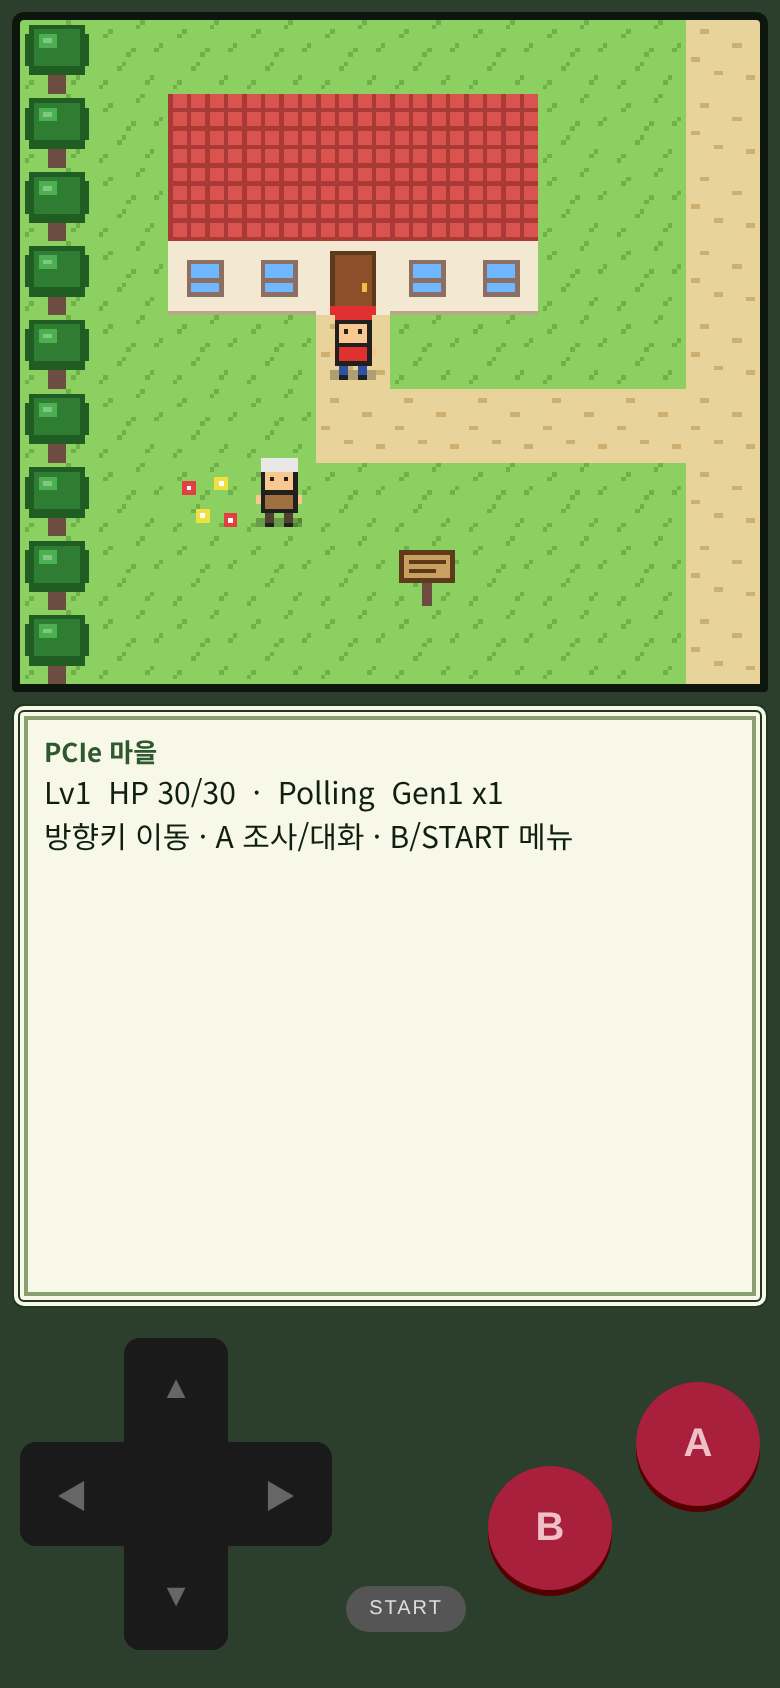 PCIe 마을
Lv1 HP 30/30 · Polling Gen1 x1
방향키 이동 · A 조사/대화 · B/START 메뉴
A
B
START